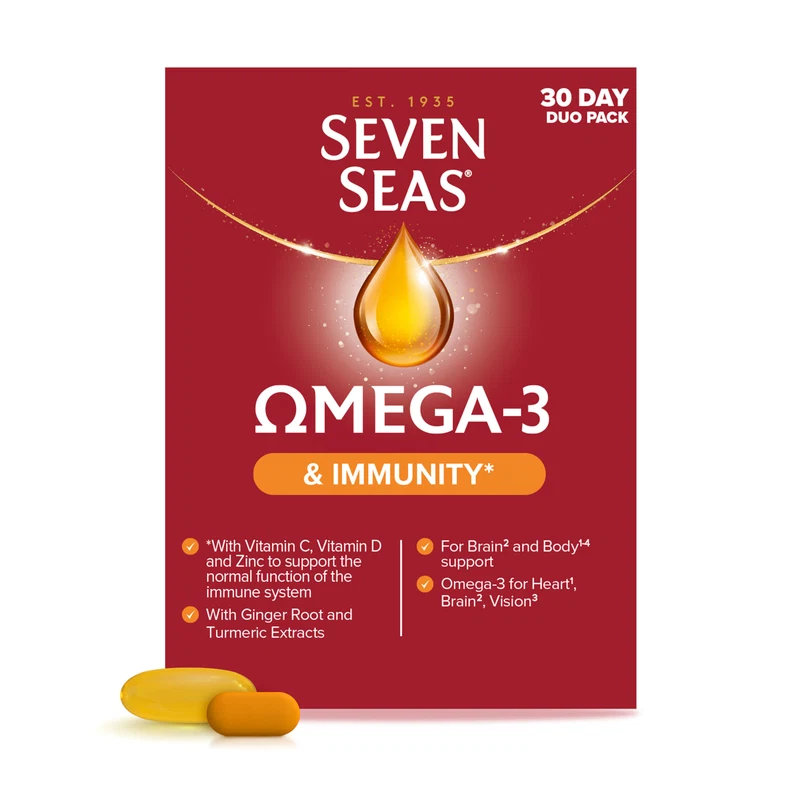 EST. 1935
SEVEN
SEAS®
30 DAY
DUO PACK
ΩMEGA-3
& IMMUNITY*
*With Vitamin C, Vitamin D
and Zinc to support the
normal function of the
immune system
With Ginger Root and
Turmeric Extracts
For Brain² and Body¹⁻⁴
support
Omega-3 for Heart¹,
Brain², Vision³